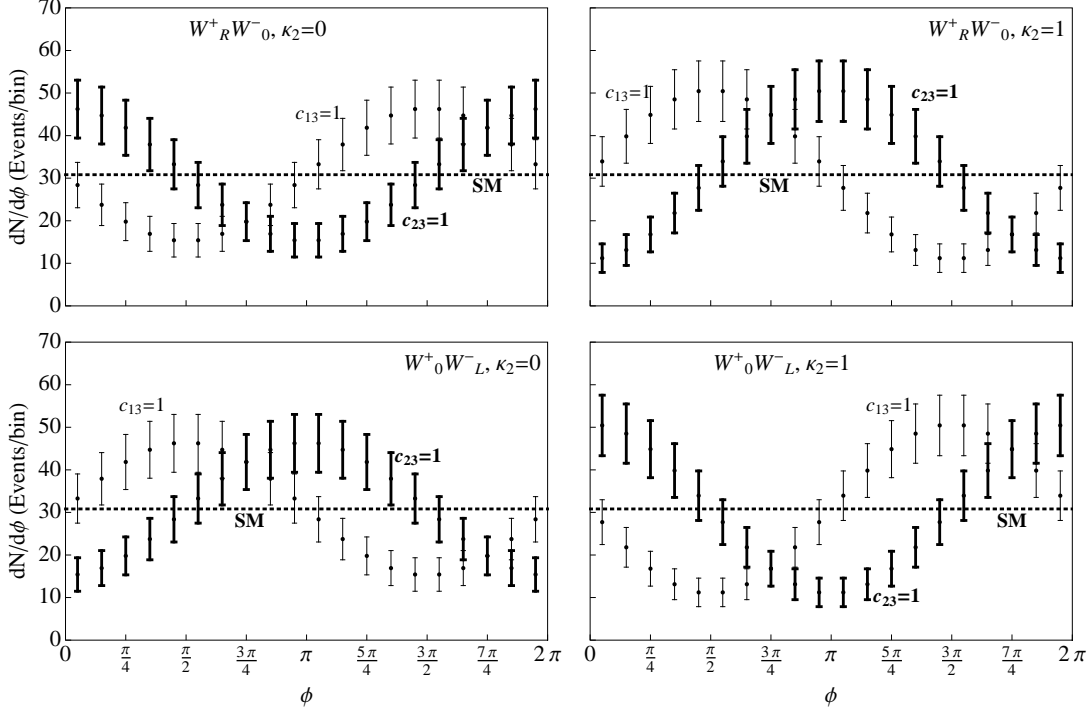 W⁺_R W⁻_0, κ₂=0
W⁺_R W⁻_0, κ₂=1
c₁₃=1
c₂₃=1
SM
c₁₃=1
c₂₃=1
SM
dN/dϕ (Events/bin)
70
60
50
40
30
20
10
0
W⁺_0 W⁻_L, κ₂=0
W⁺_0 W⁻_L, κ₂=1
c₁₃=1
c₂₃=1
SM
c₁₃=1
c₂₃=1
SM
dN/dϕ (Events/bin)
70
60
50
40
30
20
10
0
0 π/4 π/2 3π/4 π 5π/4 3π/2 7π/4 2π
0 π/4 π/2 3π/4 π 5π/4 3π/2 7π/4 2π
ϕ
ϕ